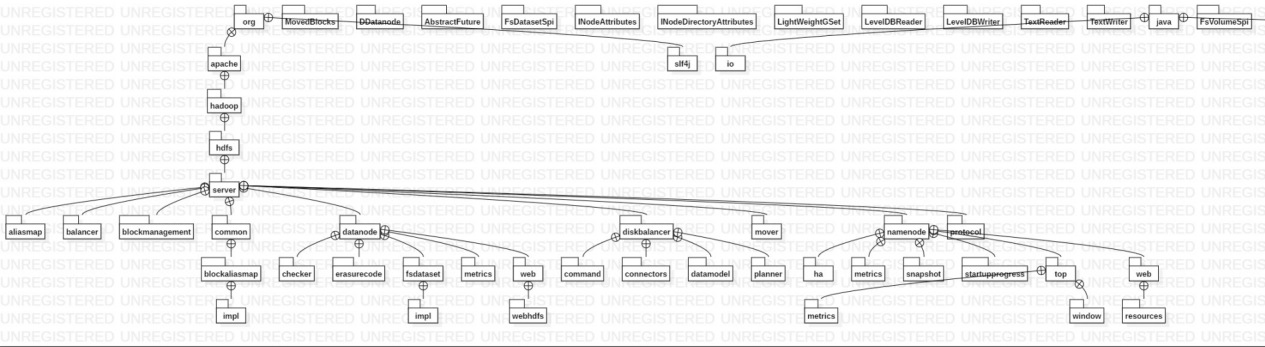 org MovedBlocks DDatanode AbstractFuture FsDatasetSpi INodeAttributes INodeDirectoryAttributes LightWeightGSet LevelDBReader LevelDBWriter TextReader TextWriter java FsVolumeSpi
apache slf4j io
hadoop
hdfs
server
aliasmap balancer blockmanagement common datanode diskbalancer mover namenode protocol
blockaliasmap checker erasurecode fsdataset metrics web command connectors datamodel planner ha metrics snapshot startupprogress top web
impl impl webhdfs metrics window resources
UNREGISTERED